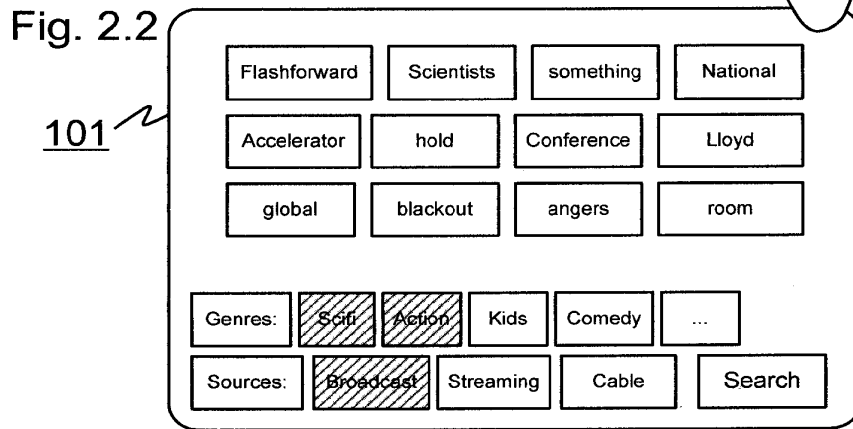 Fig. 2.2
Flashforward Scientists something National
101
Accelerator hold Conference Lloyd
global blackout angers room
Genres: Scifi Action Kids Comedy ...
Sources: Broadcast Streaming Cable Search